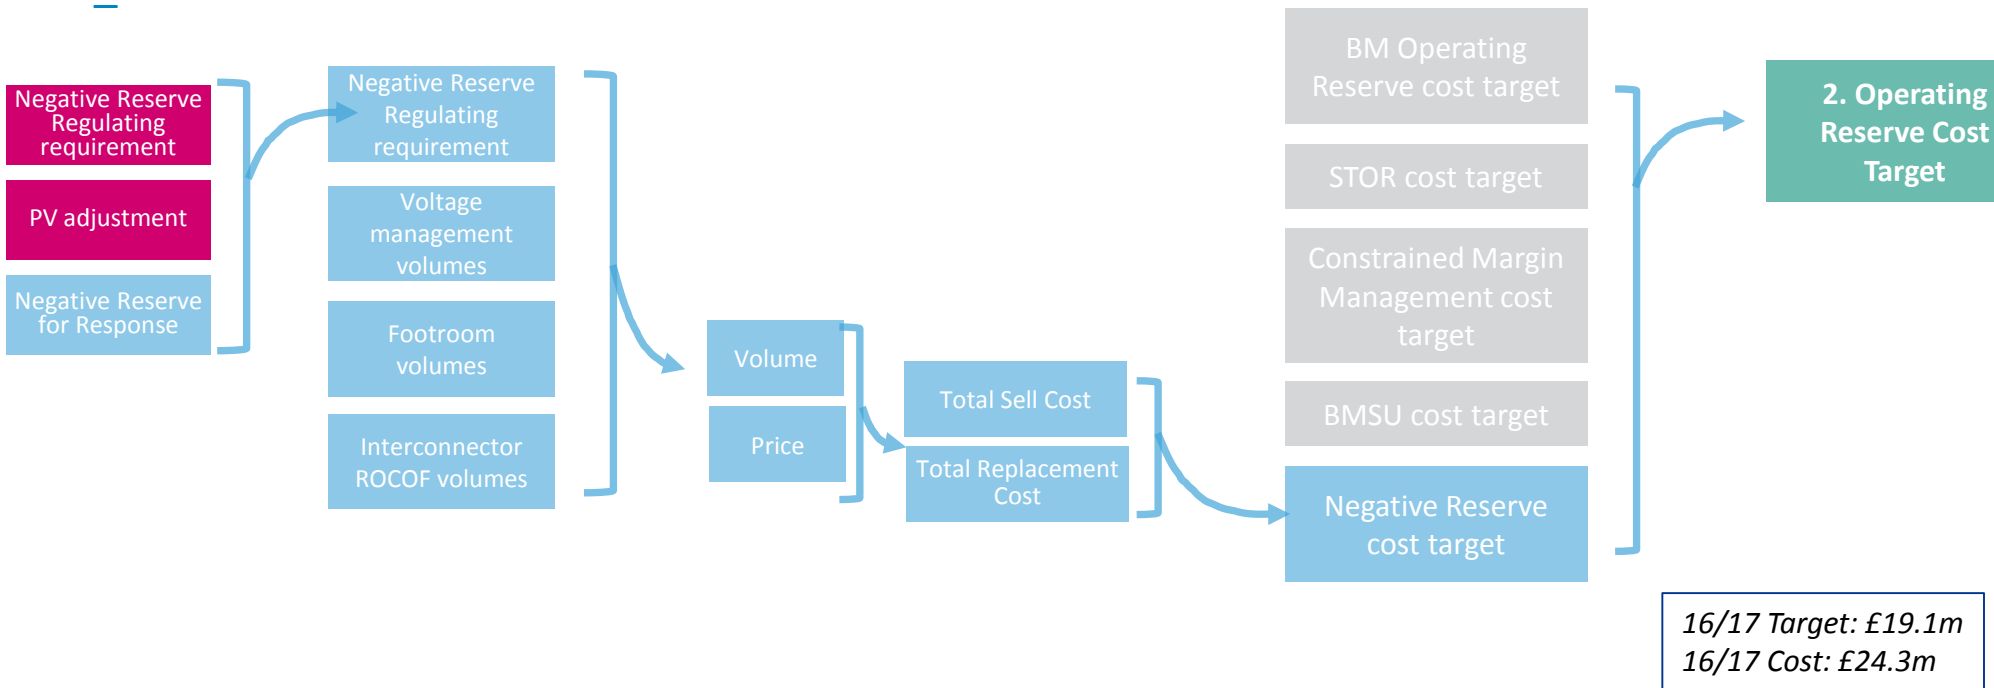 Negative Reserve
Regulating
requirement
PV adjustment
Negative Reserve
for Response
Negative Reserve
Regulating
requirement
Voltage
management
volumes
Footroom
volumes
Interconnector
ROCOF volumes
Volume
Price
Total Sell Cost
Total Replacement
Cost
BM Operating
Reserve cost target
STOR cost target
Constrained Margin
Management cost
target
BMSU cost target
Negative Reserve
cost target
2. Operating
Reserve Cost
Target
16/17 Target: £19.1m
16/17 Cost: £24.3m